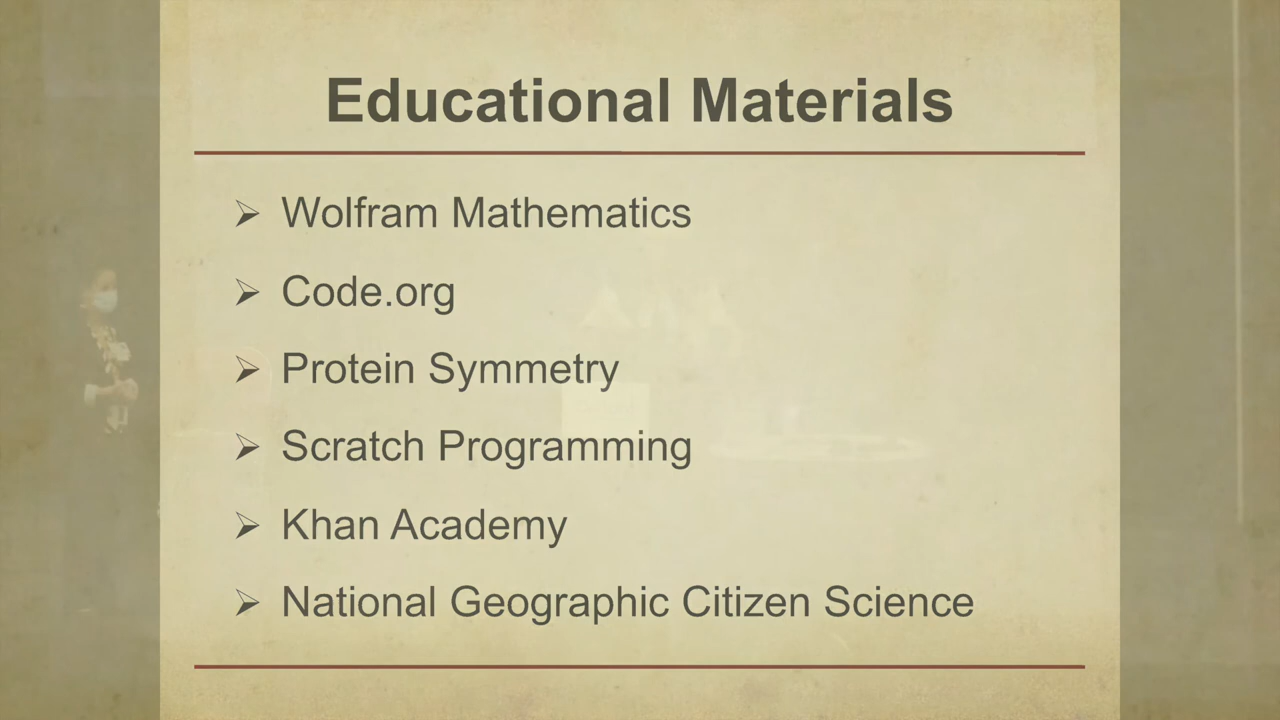 Educational Materials
Wolfram Mathematics
Code.org
Protein Symmetry
Scratch Programming
Khan Academy
National Geographic Citizen Science